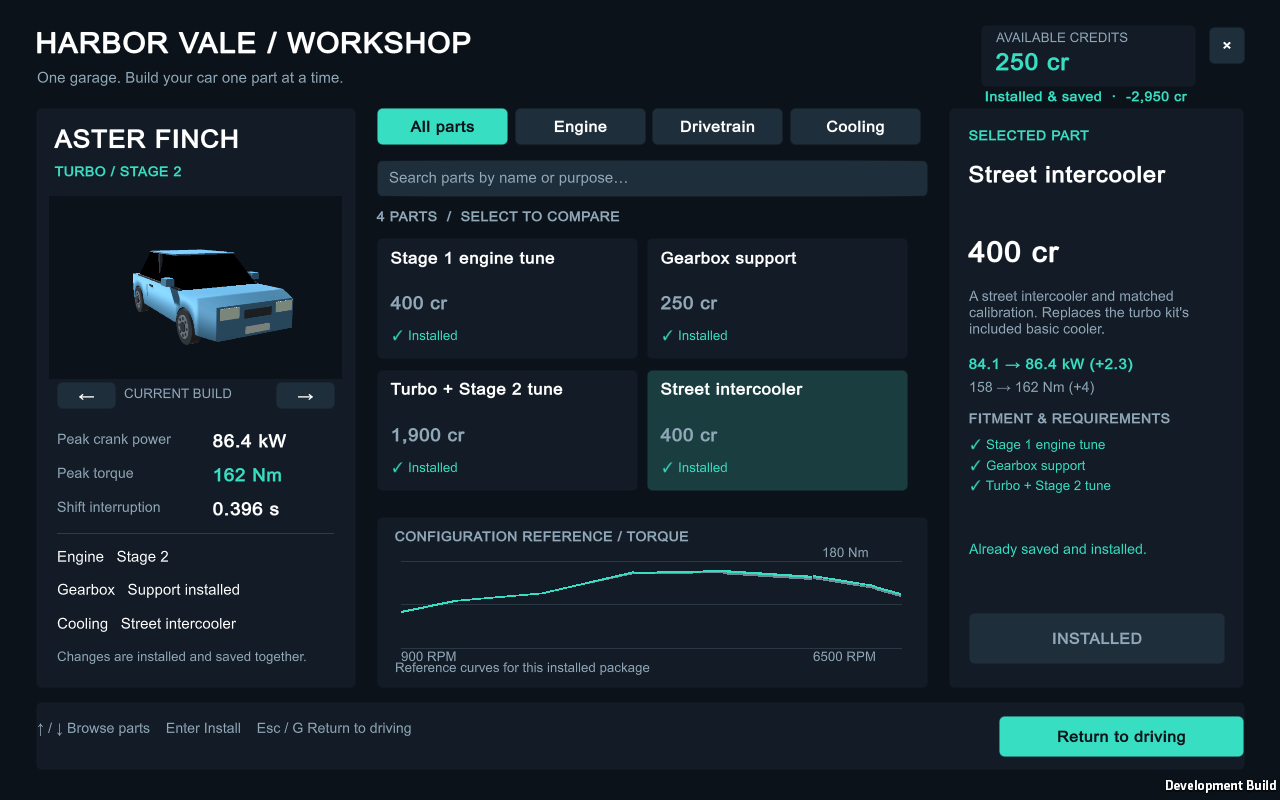 HARBOR VALE / WORKSHOP
One garage. Build your car one part at a time.
AVAILABLE CREDITS
250 cr
×
Installed & saved · -2,950 cr
ASTER FINCH
TURBO / STAGE 2
← CURRENT BUILD →
Peak crank power 86.4 kW
Peak torque 162 Nm
Shift interruption 0.396 s
Engine Stage 2
Gearbox Support installed
Cooling Street intercooler
Changes are installed and saved together.
All parts Engine Drivetrain Cooling
Search parts by name or purpose…
4 PARTS / SELECT TO COMPARE
Stage 1 engine tune
400 cr
✓ Installed
Gearbox support
250 cr
✓ Installed
Turbo + Stage 2 tune
1,900 cr
✓ Installed
Street intercooler
400 cr
✓ Installed
CONFIGURATION REFERENCE / TORQUE
180 Nm
900 RPM 6500 RPM
Reference curves for this installed package
SELECTED PART
Street intercooler
400 cr
A street intercooler and matched
calibration. Replaces the turbo kit's
included basic cooler.
84.1 → 86.4 kW (+2.3)
158 → 162 Nm (+4)
FITMENT & REQUIREMENTS
✓ Stage 1 engine tune
✓ Gearbox support
✓ Turbo + Stage 2 tune
Already saved and installed.
INSTALLED
↑ / ↓ Browse parts Enter Install Esc / G Return to driving
Return to driving
Development Build